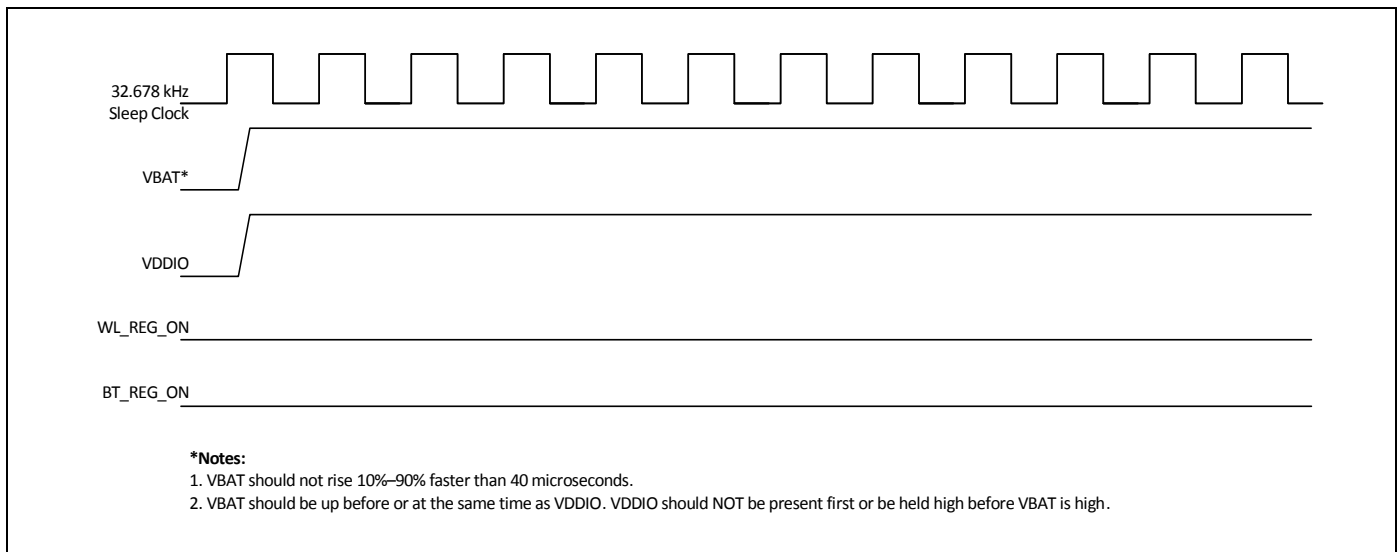 32.678 kHz
Sleep Clock
VBAT*
VDDIO
WL_REG_ON
BT_REG_ON
*Notes:
1. VBAT should not rise 10%–90% faster than 40 microseconds.
2. VBAT should be up before or at the same time as VDDIO. VDDIO should NOT be present first or be held high before VBAT is high.